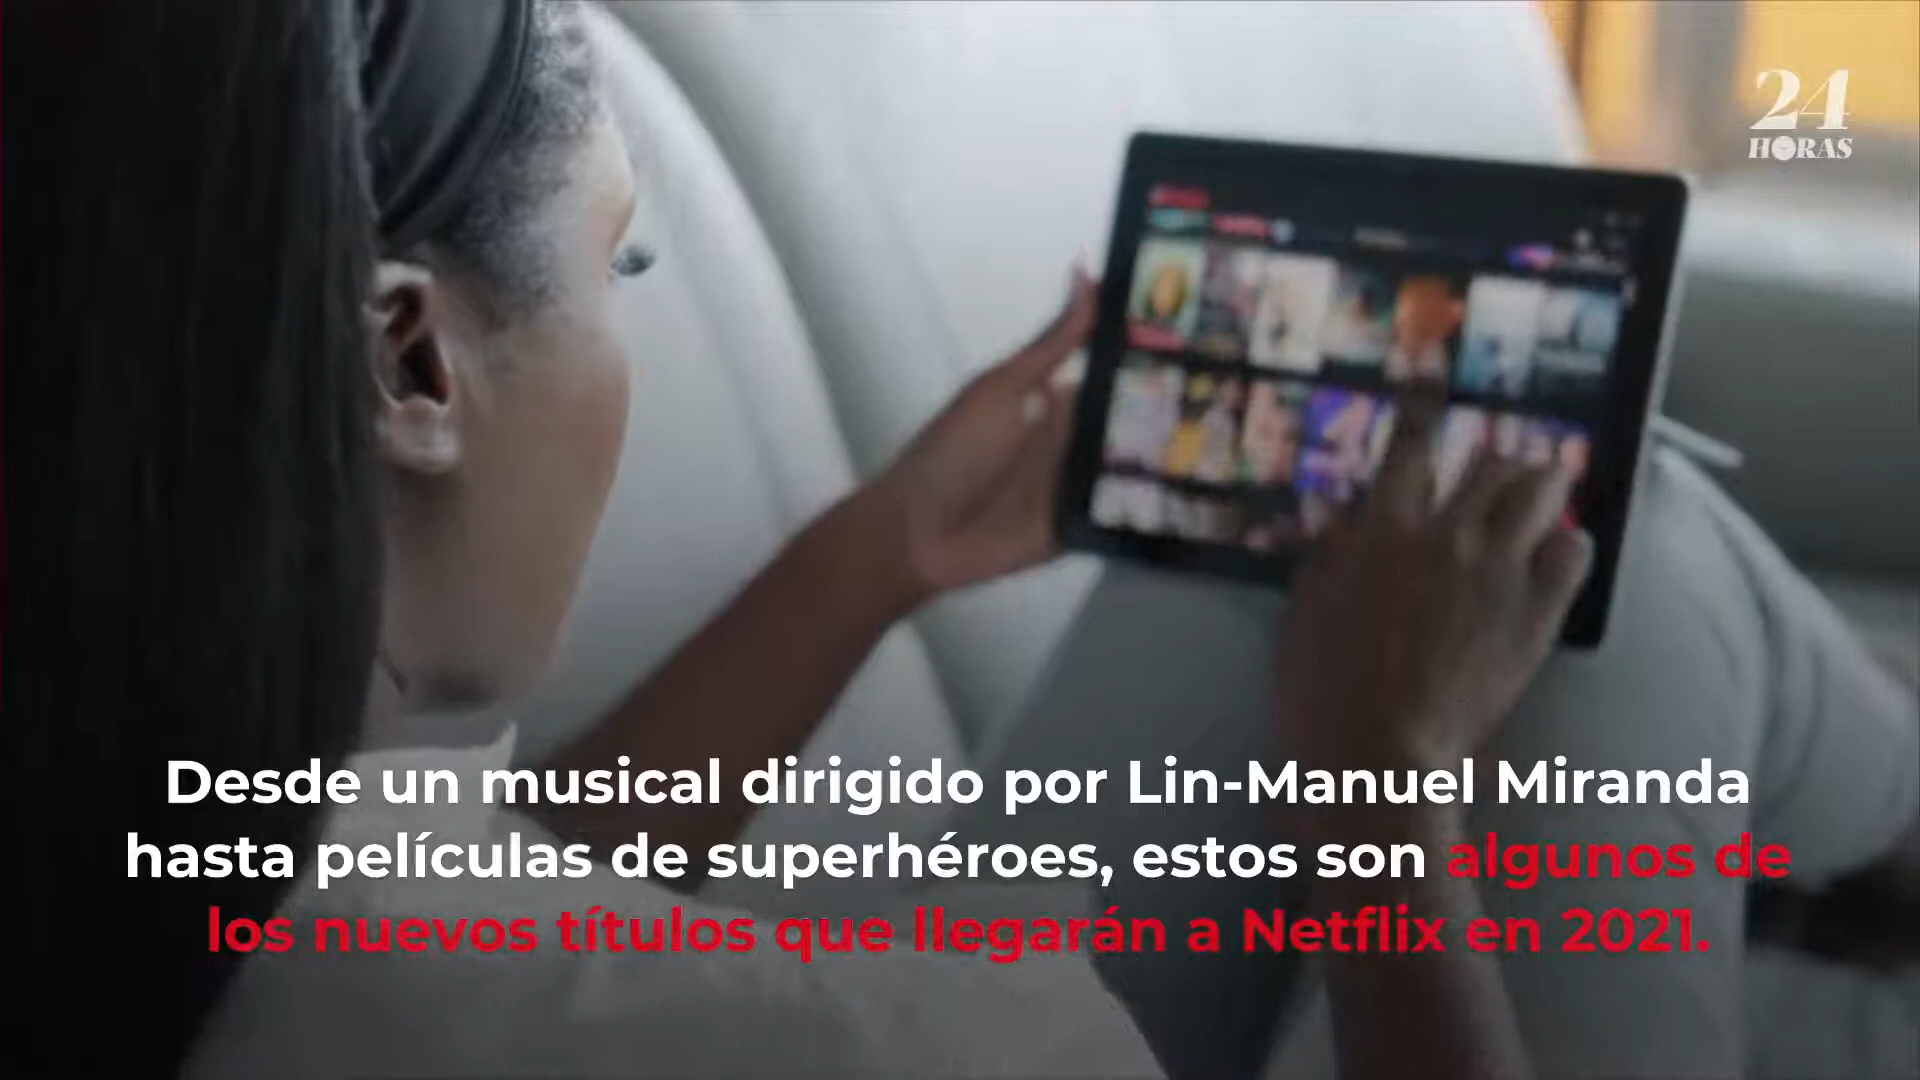 24
HORAS
Desde un musical dirigido por Lin-Manuel Miranda
hasta películas de superhéroes, estos son algunos de
los nuevos títulos que llegarán a Netflix en 2021.